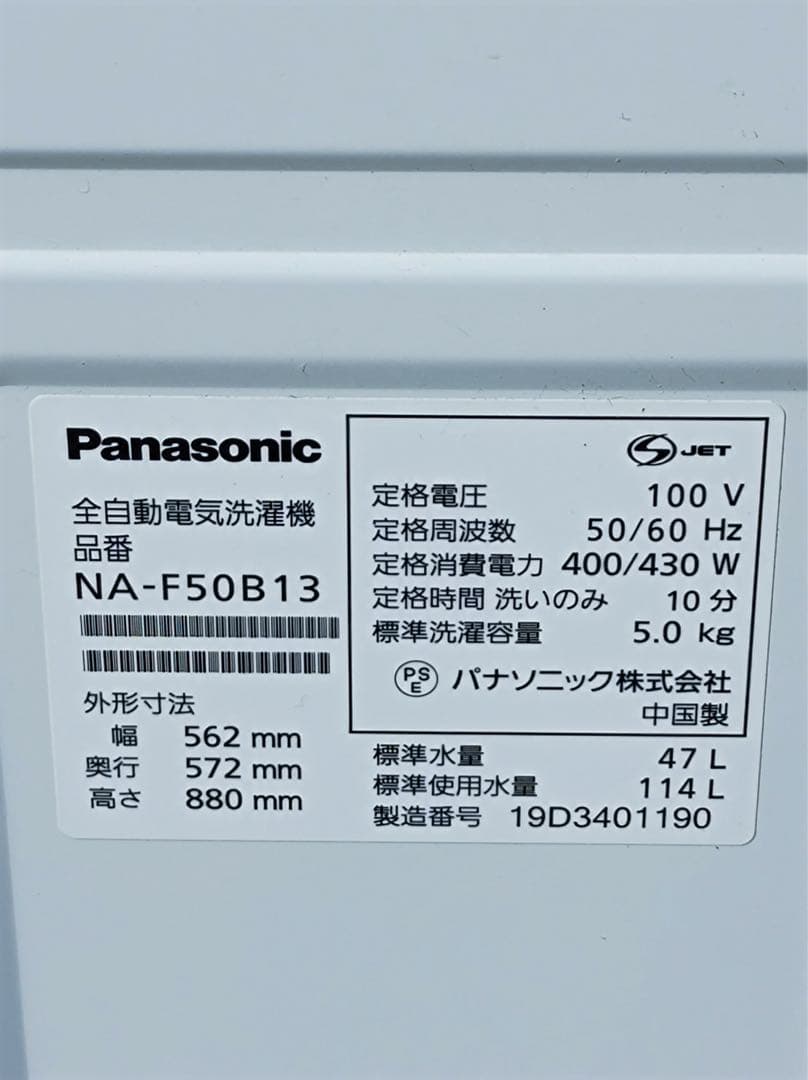 Panasonic
全自動電気洗濯機
品番
NA-F50B13
外形寸法
幅 562 mm
奥行 572 mm
高さ 880 mm
S JET
定格電圧 100 V
定格周波数 50/60 Hz
定格消費電力 400/430 W
定格時間 洗いのみ 10 分
標準洗濯容量 5.0 kg
PS
E パナソニック株式会社
中国製
標準水量 47 L
標準使用水量 114 L
製造番号 19D3401190